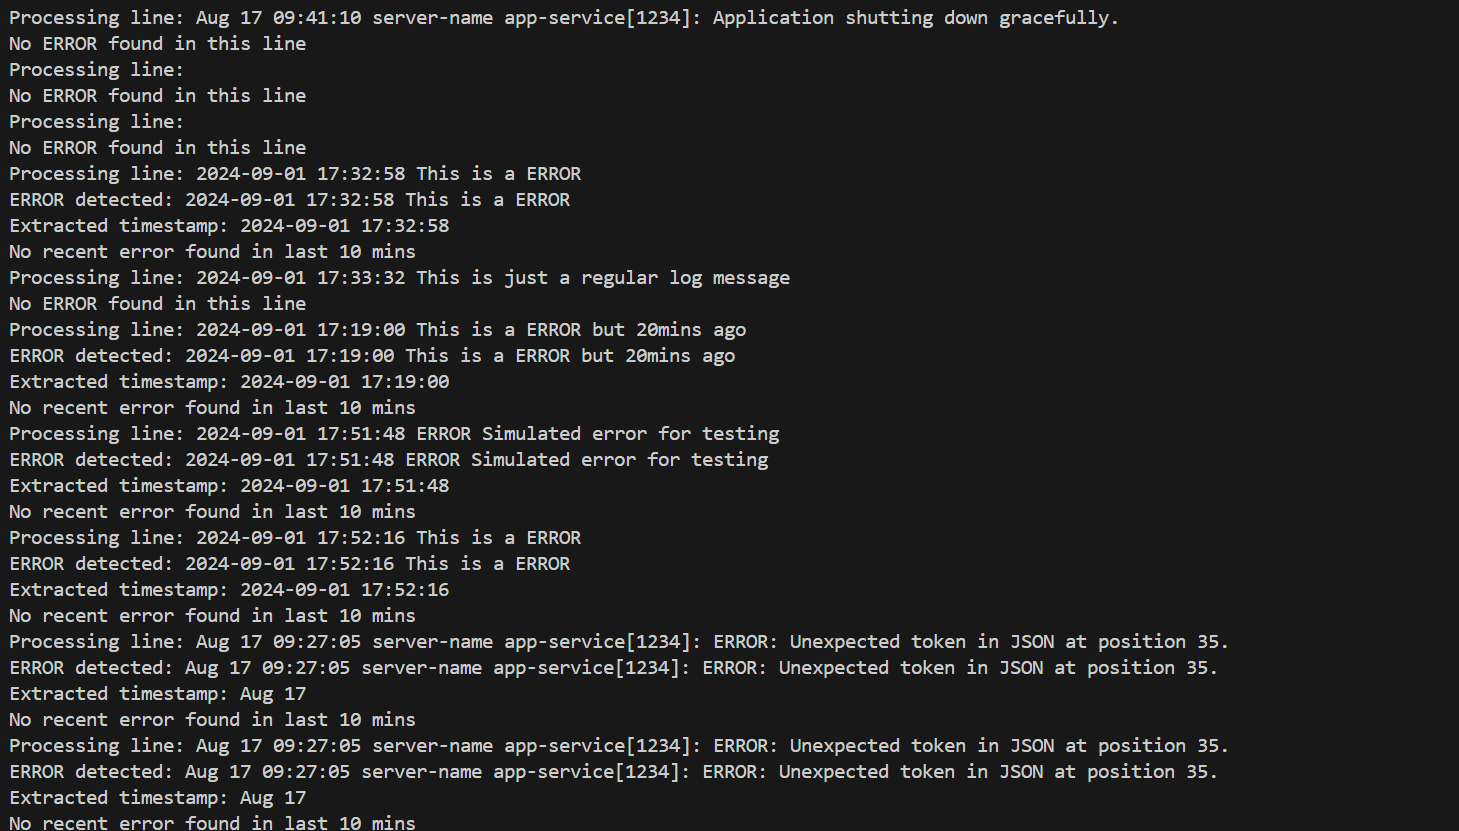 Processing line: Aug 17 09:41:10 server-name app-service[1234]: Application shutting down gracefully.
No ERROR found in this line
Processing line:
No ERROR found in this line
Processing line:
No ERROR found in this line
Processing line: 2024-09-01 17:32:58 This is a ERROR
ERROR detected: 2024-09-01 17:32:58 This is a ERROR
Extracted timestamp: 2024-09-01 17:32:58
No recent error found in last 10 mins
Processing line: 2024-09-01 17:33:32 This is just a regular log message
No ERROR found in this line
Processing line: 2024-09-01 17:19:00 This is a ERROR but 20mins ago
ERROR detected: 2024-09-01 17:19:00 This is a ERROR but 20mins ago
Extracted timestamp: 2024-09-01 17:19:00
No recent error found in last 10 mins
Processing line: 2024-09-01 17:51:48 ERROR Simulated error for testing
ERROR detected: 2024-09-01 17:51:48 ERROR Simulated error for testing
Extracted timestamp: 2024-09-01 17:51:48
No recent error found in last 10 mins
Processing line: 2024-09-01 17:52:16 This is a ERROR
ERROR detected: 2024-09-01 17:52:16 This is a ERROR
Extracted timestamp: 2024-09-01 17:52:16
No recent error found in last 10 mins
Processing line: Aug 17 09:27:05 server-name app-service[1234]: ERROR: Unexpected token in JSON at position 35.
ERROR detected: Aug 17 09:27:05 server-name app-service[1234]: ERROR: Unexpected token in JSON at position 35.
Extracted timestamp: Aug 17
No recent error found in last 10 mins
Processing line: Aug 17 09:27:05 server-name app-service[1234]: ERROR: Unexpected token in JSON at position 35.
ERROR detected: Aug 17 09:27:05 server-name app-service[1234]: ERROR: Unexpected token in JSON at position 35.
Extracted timestamp: Aug 17
No recent error found in last 10 mins